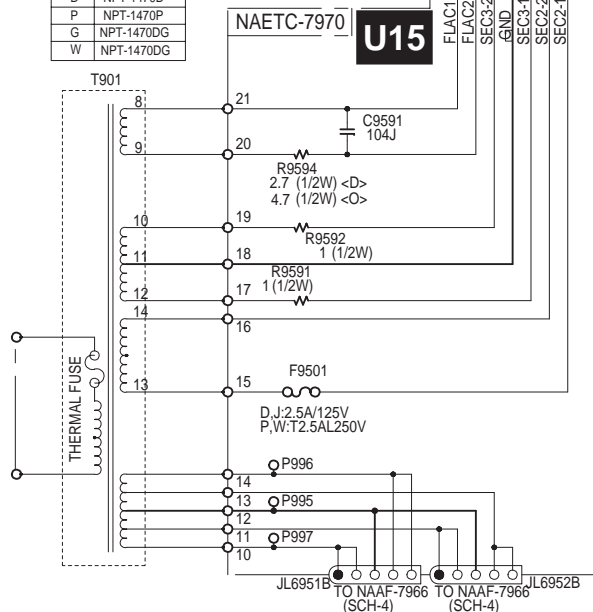 P NPT-1470P
G NPT-1470DG
W NPT-1470DG
NAETC-7970
U15
FLAC1
FLAC2
SEC3-2
GND
SEC3-1
SEC2-2
SEC2-1
T901
8
21
C9591
104J
9
20
R9594
2.7 (1/2W) <D>
4.7 (1/2W) <O>
10
19
R9592
1 (1/2W)
11
18
R9591
1 (1/2W)
12
17
14
16
THERMAL FUSE
F9501
13
15
D,J:2.5A/125V
P,W:T2.5AL250V
P996
14
13
P995
12
11
P997
10
JL6951B
TO NAAF-7966
(SCH-4)
TO NAAF-7966
(SCH-4)
JL6952B